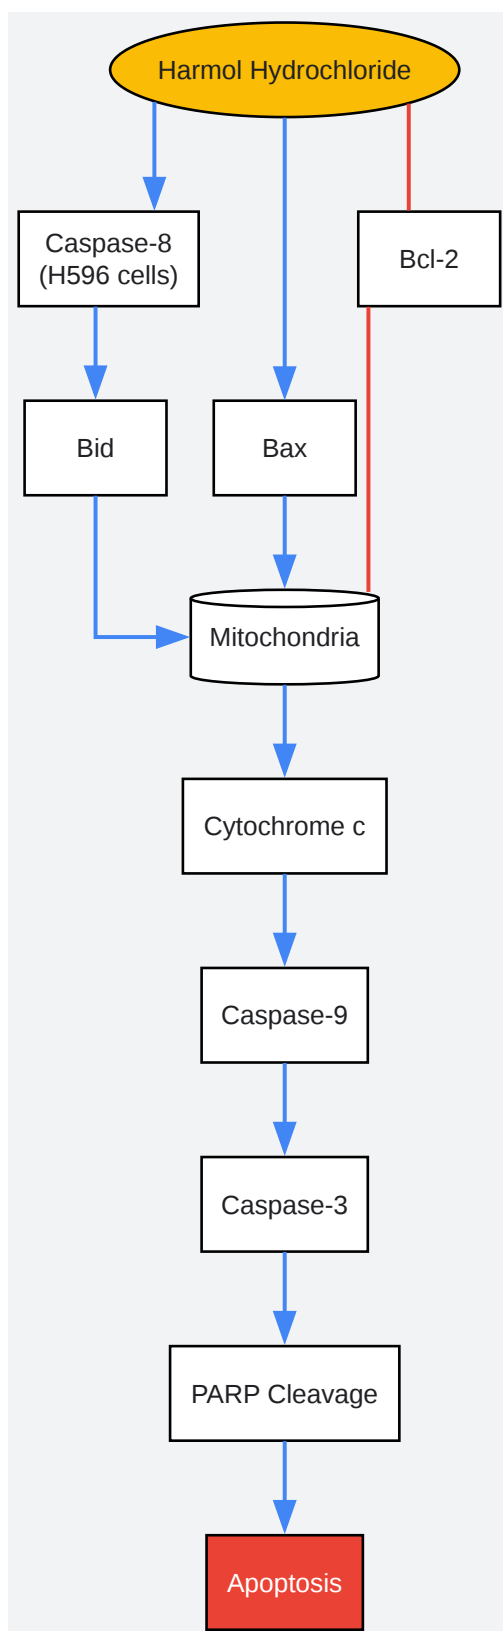 Harmol Hydrochloride
Caspase-8
(H596 cells)
Bcl-2
Bid
Bax
Mitochondria
Cytochrome c
Caspase-9
Caspase-3
PARP Cleavage
Apoptosis